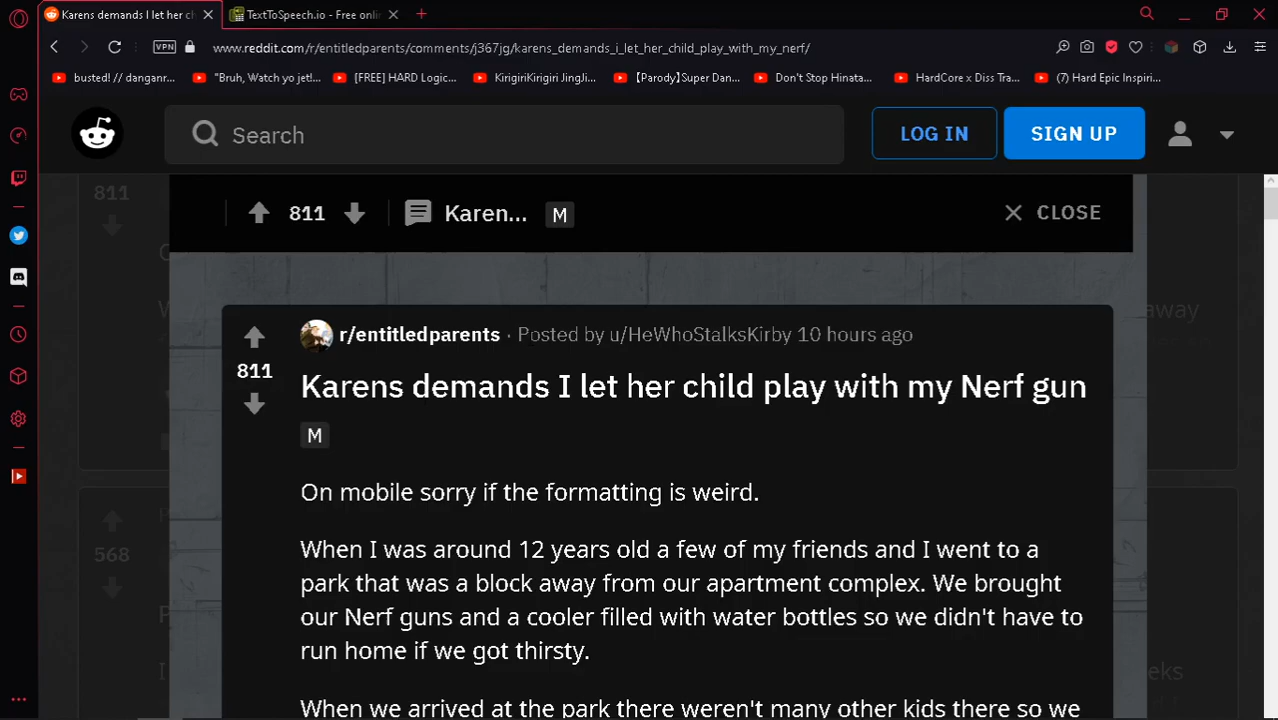 Karens demands I let her ch
TextToSpeech.io - Free onlin
VPN
www.reddit.com/r/entitledparents/comments/j367jg/karens_demands_i_let_her_child_play_with_my_nerf/
busted! // danganr...
"Bruh, Watch yo jet!...
[FREE] HARD Logic...
KirigiriKirigiri JingJi...
【Parody】Super Dan...
Don't Stop Hinata...
HardCore x Diss Tra...
(7) Hard Epic Inspiri...
Search
LOG IN
SIGN UP
811
811
Karen...
M
CLOSE
r/entitledparents · Posted by u/HeWhoStalksKirby 10 hours ago
811
Karens demands I let her child play with my Nerf gun
M
away
On mobile sorry if the formatting is weird.
568
When I was around 12 years old a few of my friends and I went to a
park that was a block away from our apartment complex. We brought
our Nerf guns and a cooler filled with water bottles so we didn't have to
run home if we got thirsty.
eeks
When we arrived at the park there weren't many other kids there so we